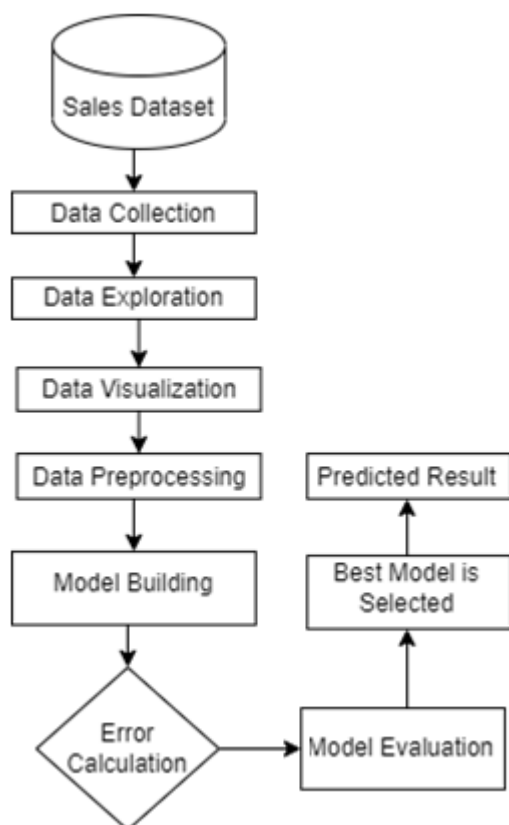 Sales Dataset
Data Collection
Data Exploration
Data Visualization
Data Preprocessing
Model Building
Error
Calculation
Model Evaluation
Best Model is
Selected
Predicted Result